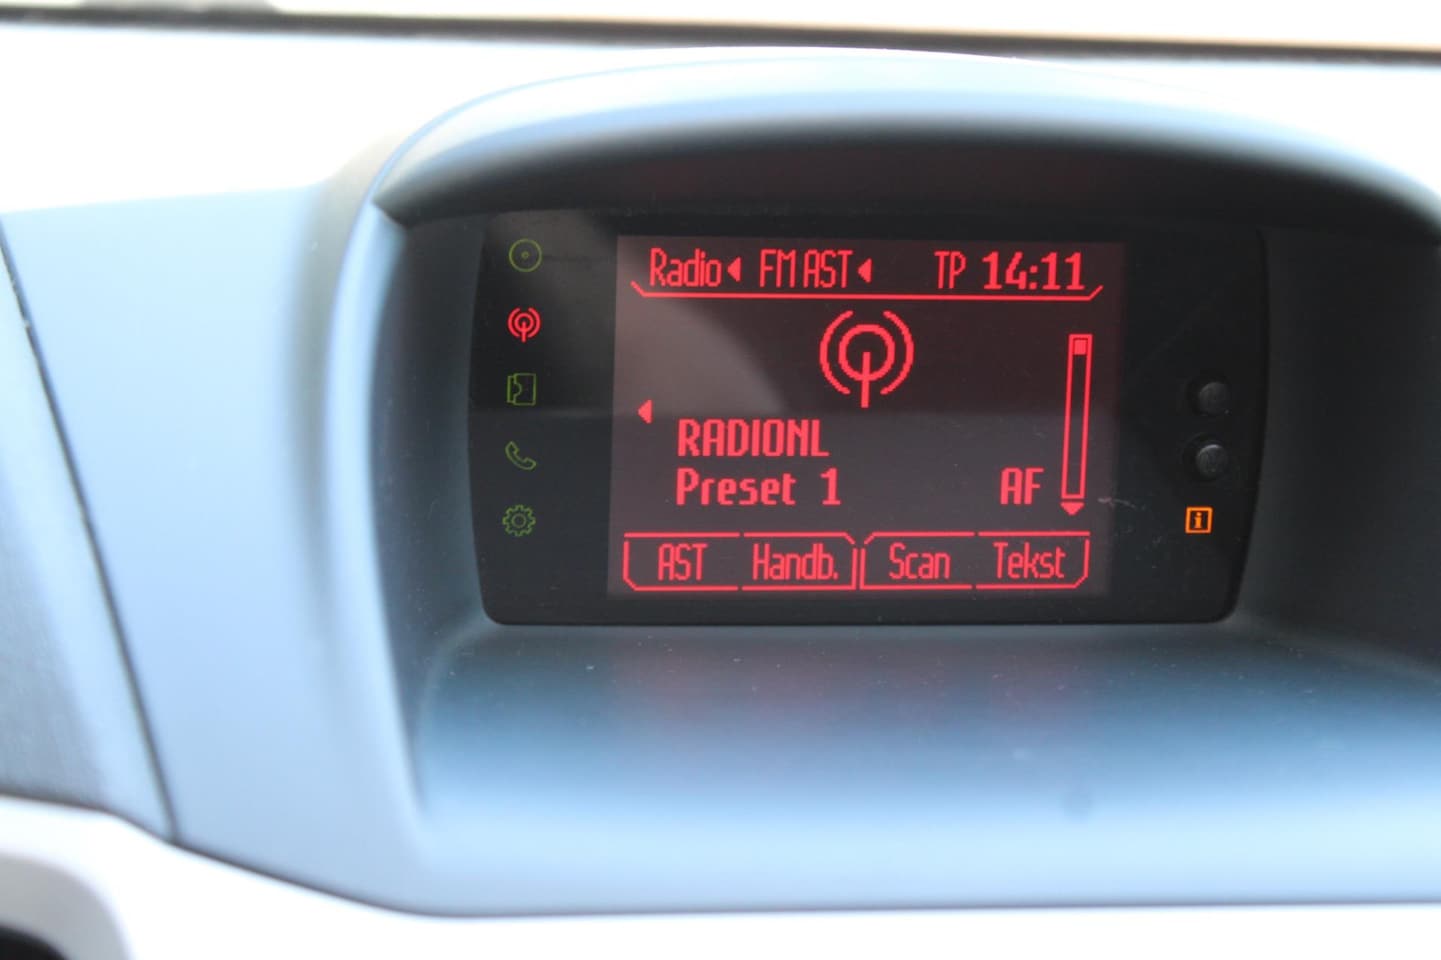 Radio FM AST TP 14:11
RADIONL
Preset 1 AF
AST Handb. Scan Tekst